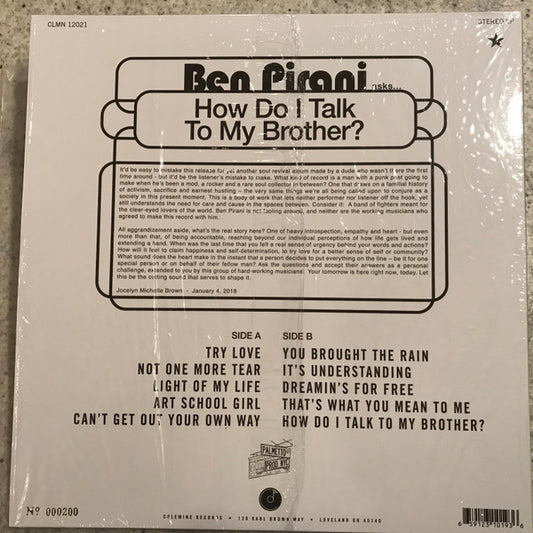 CLMN 12021
STEREO LP
Ben Pirani
asks...
How Do I Talk
To My Brother?
It'd be easy to mistake this release for yet another soul revival album made by a dude who wasn't there the first
time around - but it'd be the listener's mistake to make. What kind of record is a man with a punk past going to
make when he's been a mod, a rocker and a rare soul collector in between? One that draws on a familial history
of activism, sacrifice and earnest hustling – the very same things we're all being called upon to conjure as a
society in this present moment. This is a body of work that lets neither performer nor listener off the hook, yet
still understands the need for care and cause in the spaces between. Consider it: A band of fighters meant for
the clear-eyed lovers of the world. Ben Pirani is not fooling around, and neither are the working musicians who
agreed to make this record with him.
All aggrandizement aside, what's the real story here? One of heavy introspection, empathy and heart - but even
more than that, of being accountable, reaching beyond our individual perceptions of how life gets lived and
extending a hand. When was the last time that you felt a real sense of urgency behind your words and actions?
How will it feel to claim happiness and self-determination, to try love for a better sense of self or community?
What sound does the heart make in the instant that a person decides to put everything on the line – be it for one
special person or on behalf of their fellow man? Ask the questions and accept their answers as a personal
challenge, extended to you by this group of hard-working musicians: Your tomorrow is here right now, today. Let
this be the cutting sound that serves to shape it.
Jocelyn Michelle Brown - January 4, 2018
SIDE A
TRY LOVE
NOT ONE MORE TEAR
LIGHT OF MY LIFE
ART SCHOOL GIRL
CAN'T GET OUT YOUR OWN WAY
SIDE B
YOU BROUGHT THE RAIN
IT'S UNDERSTANDING
DREAMIN'S FOR FREE
THAT'S WHAT YOU MEAN TO ME
HOW DO I TALK TO MY BROTHER?
PALMETTO
PROD. NYC
Nº 000200
COLEMINE RECORDS • 120 KARL BROWN WAY • LOVELAND OH 45140
6 59123 10193 6